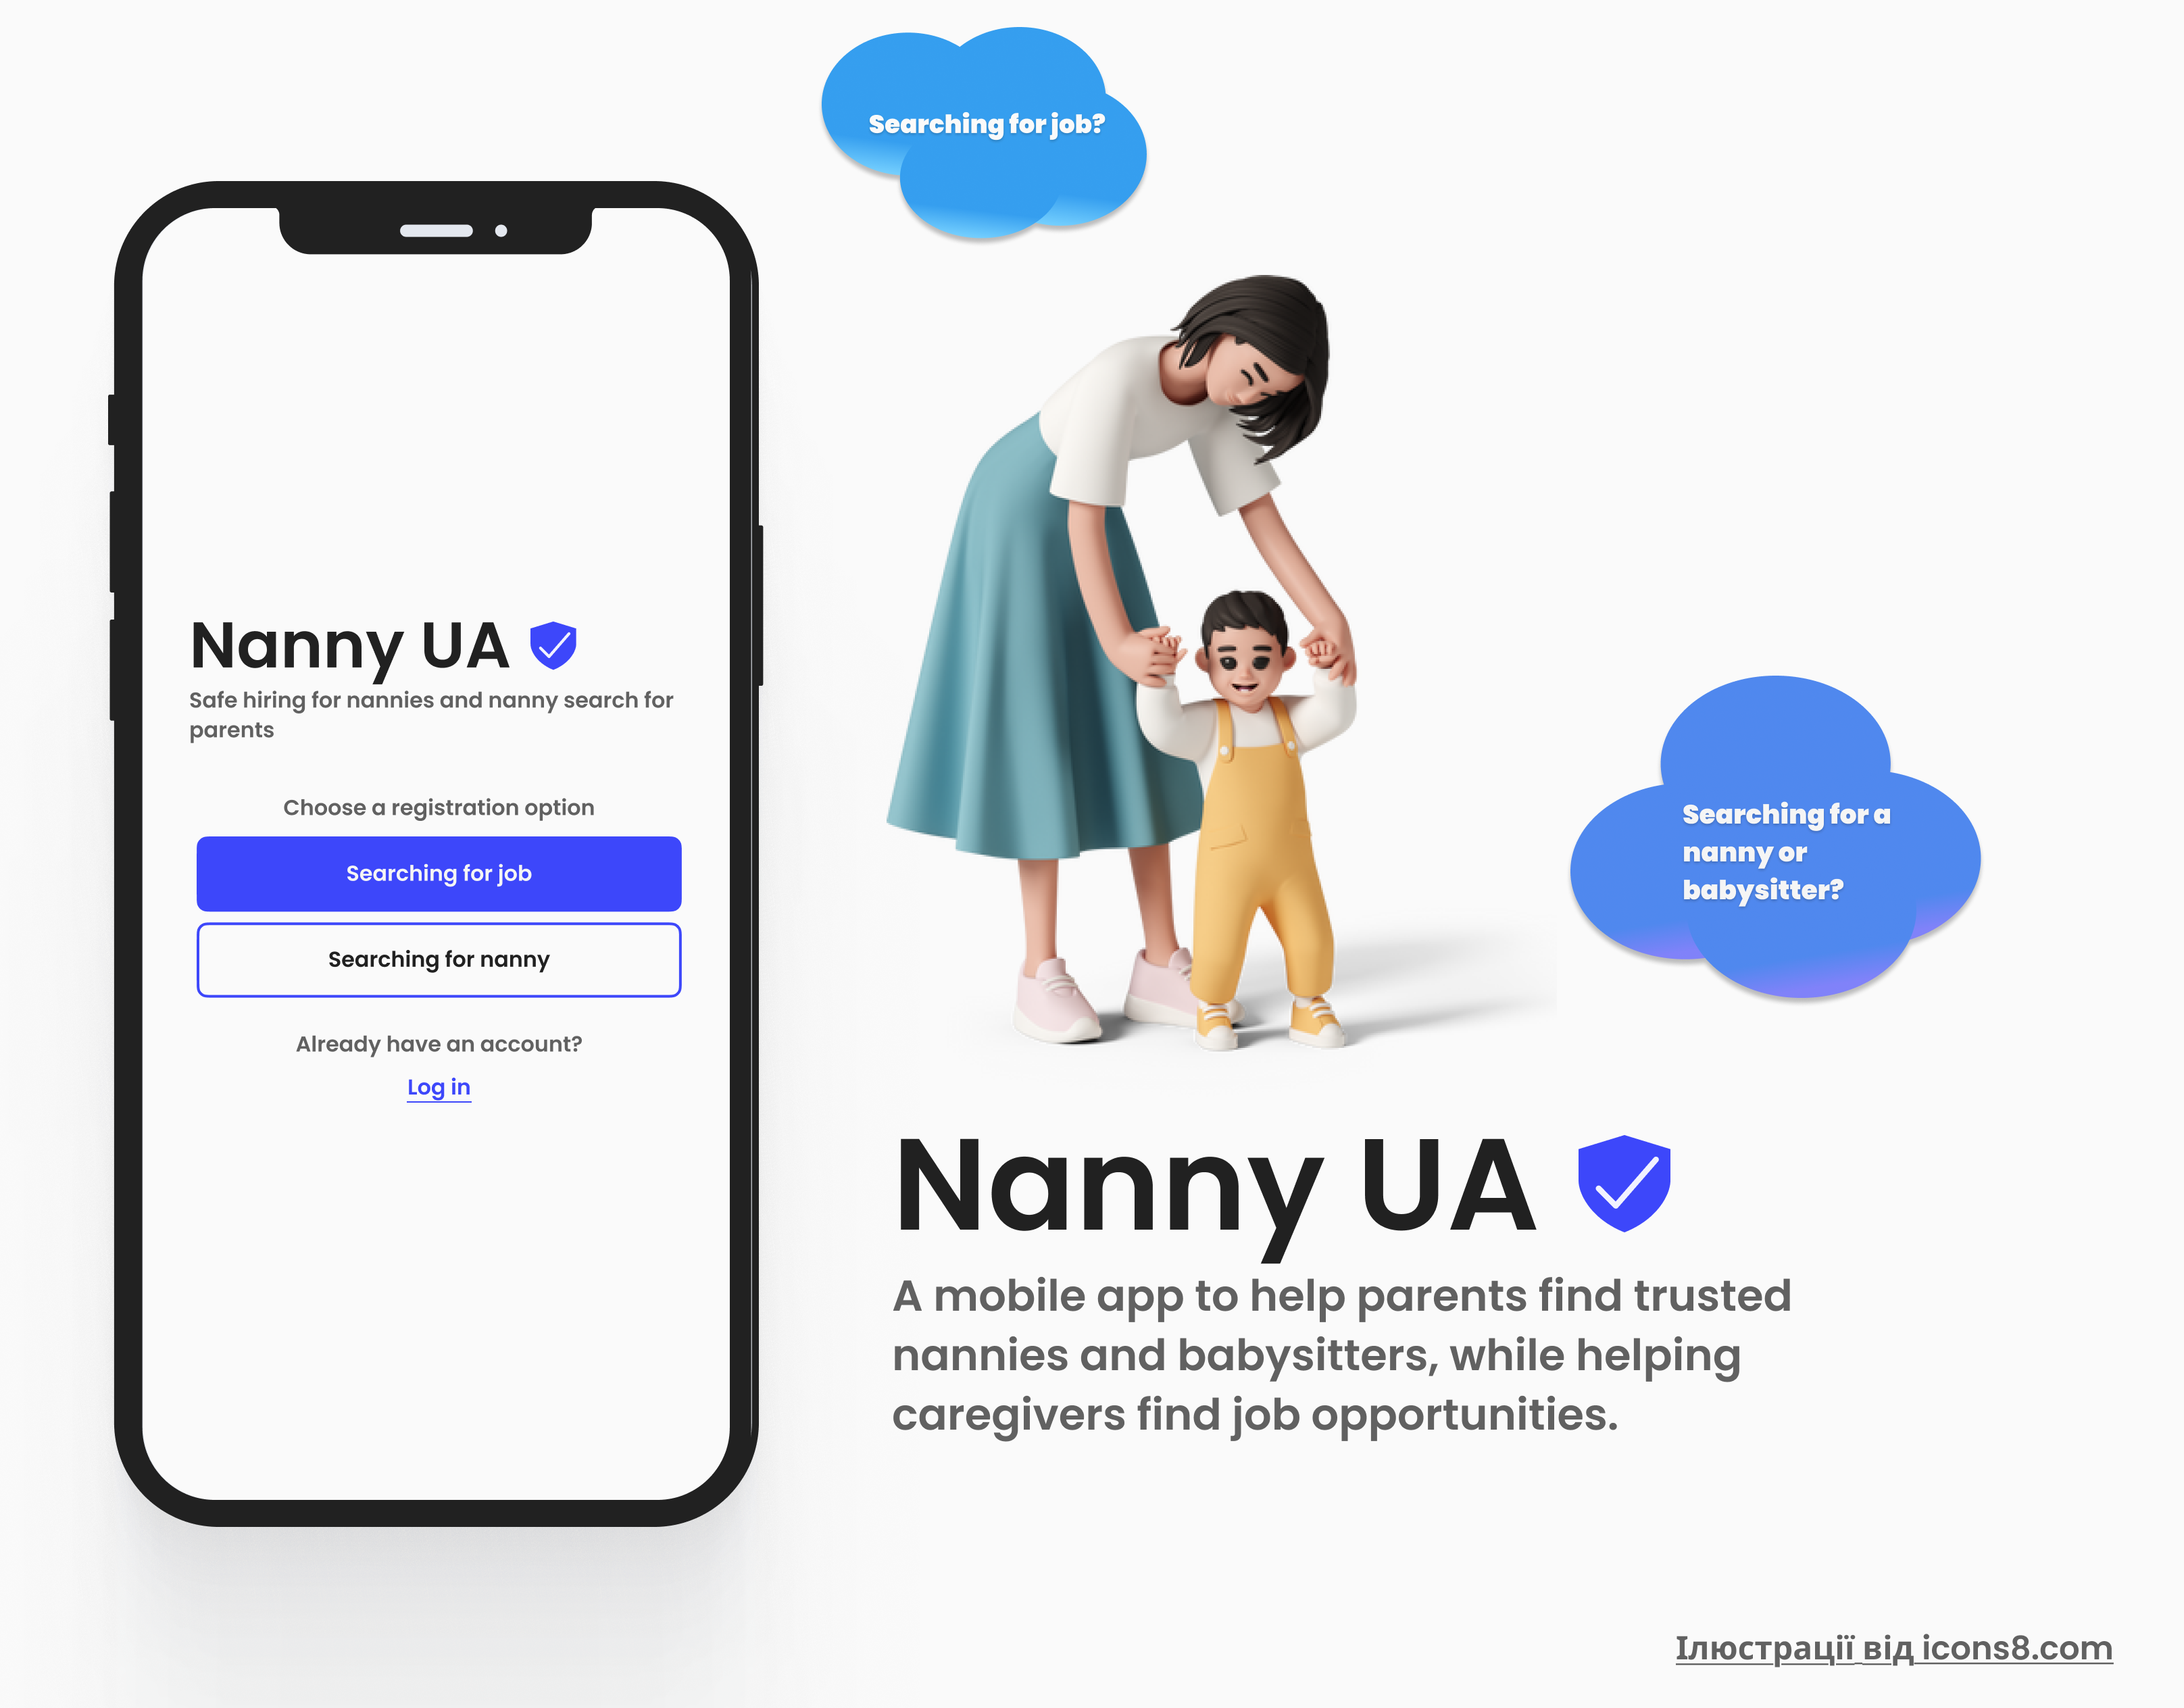 Searching for job?
Nanny UA
Safe hiring for nannies and nanny search for
parents
Choose a registration option
Searching for job
Searching for nanny
Already have an account?
Log in
Searching for a
nanny or
babysitter?
Nanny UA
A mobile app to help parents find trusted
nannies and babysitters, while helping
caregivers find job opportunities.
Ілюстрації від icons8.com